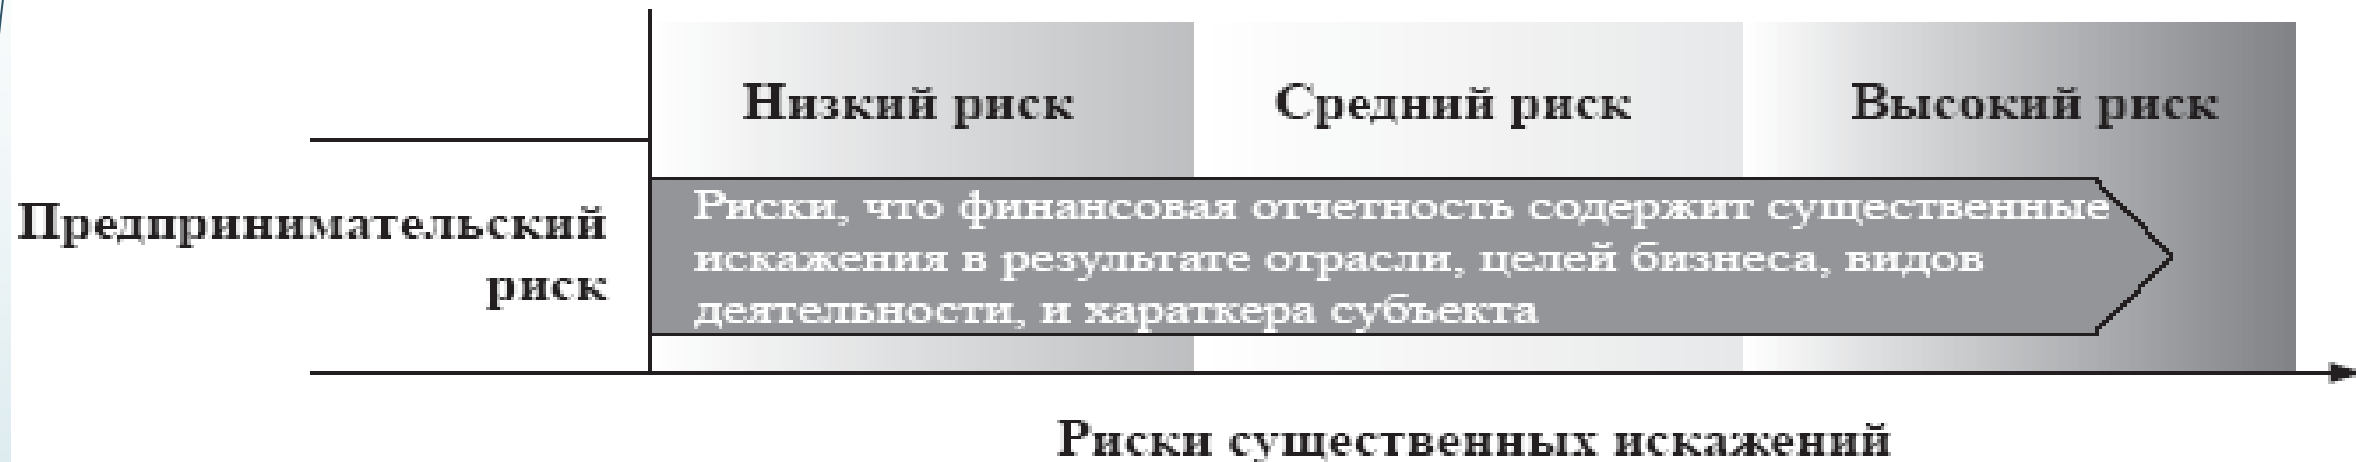 Низкий риск
Средний риск
Высокий риск
Предпринимательский
риск
Риски, что финансовая отчетность содержит существенные
искажения в результате отрасли, целей бизнеса, видов
деятельности, и хараткера субъекта
Риски существенных искажений